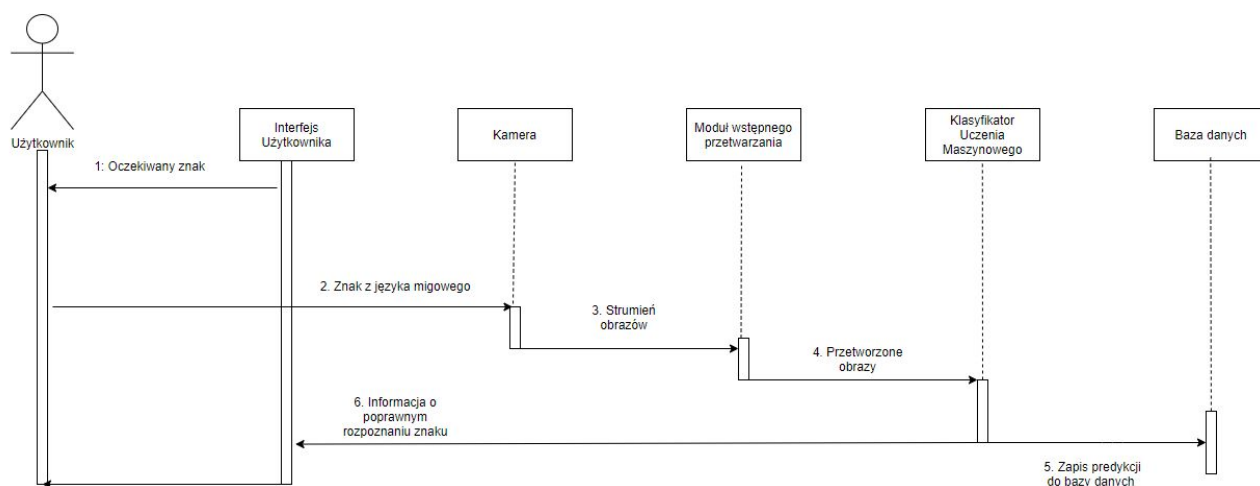 Użytkownik
Interfejs
Użytkownika
Kamera
Moduł wstępnego
przetwarzania
Klasyfikator
Uczenia
Maszynowego
Baza danych
1: Oczekiwany znak
2. Znak z języka migowego
3. Strumień
obrazów
4. Przetworzone
obrazy
6. Informacja o
poprawnym
rozpoznaniu znaku
5. Zapis predykcji
do bazy danych